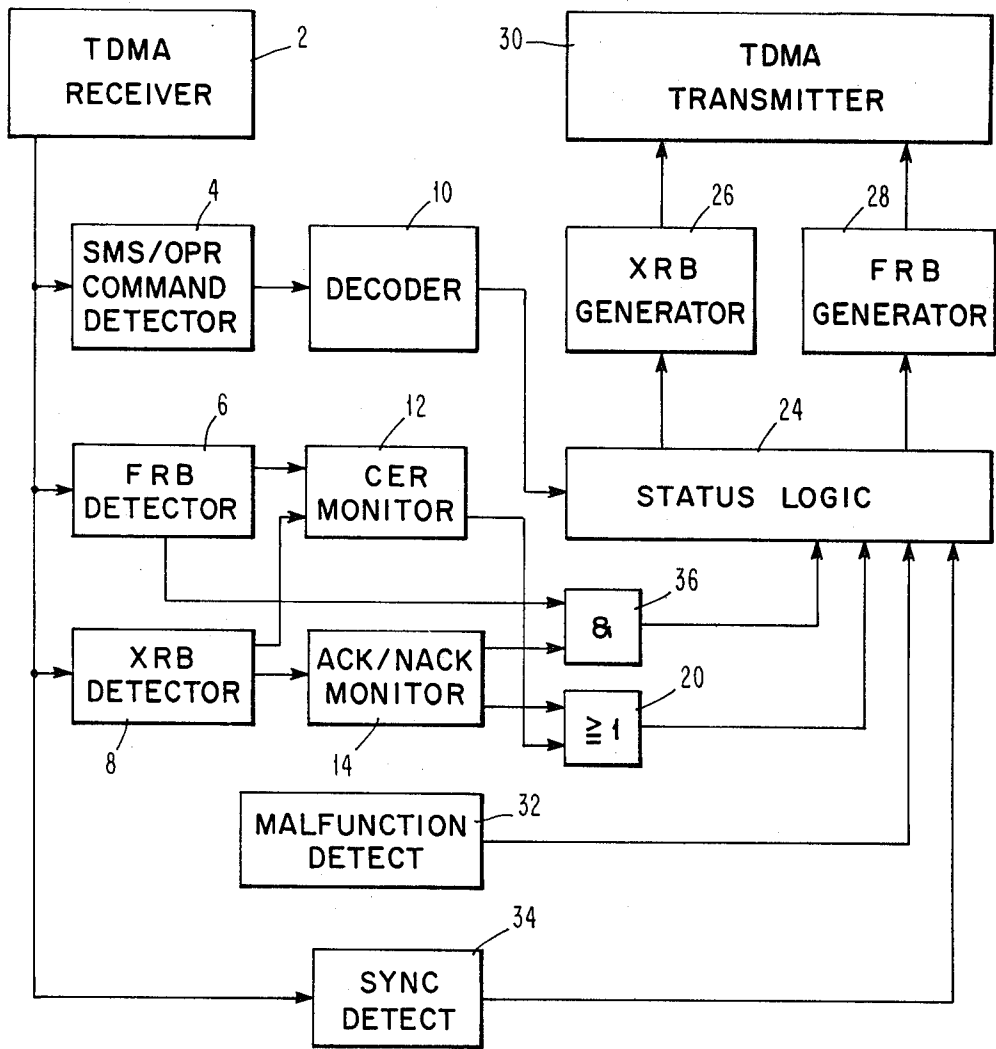 TDMA
RECEIVER
2
30
TDMA
TRANSMITTER
4
SMS/OPR
COMMAND
DETECTOR
10
DECODER
26
XRB
GENERATOR
28
FRB
GENERATOR
6
FRB
DETECTOR
12
CER
MONITOR
24
STATUS LOGIC
36
&
XRB
DETECTOR
8
ACK/NACK
MONITOR
14
20
≧1
MALFUNCTION
DETECT
32
34
SYNC
DETECT